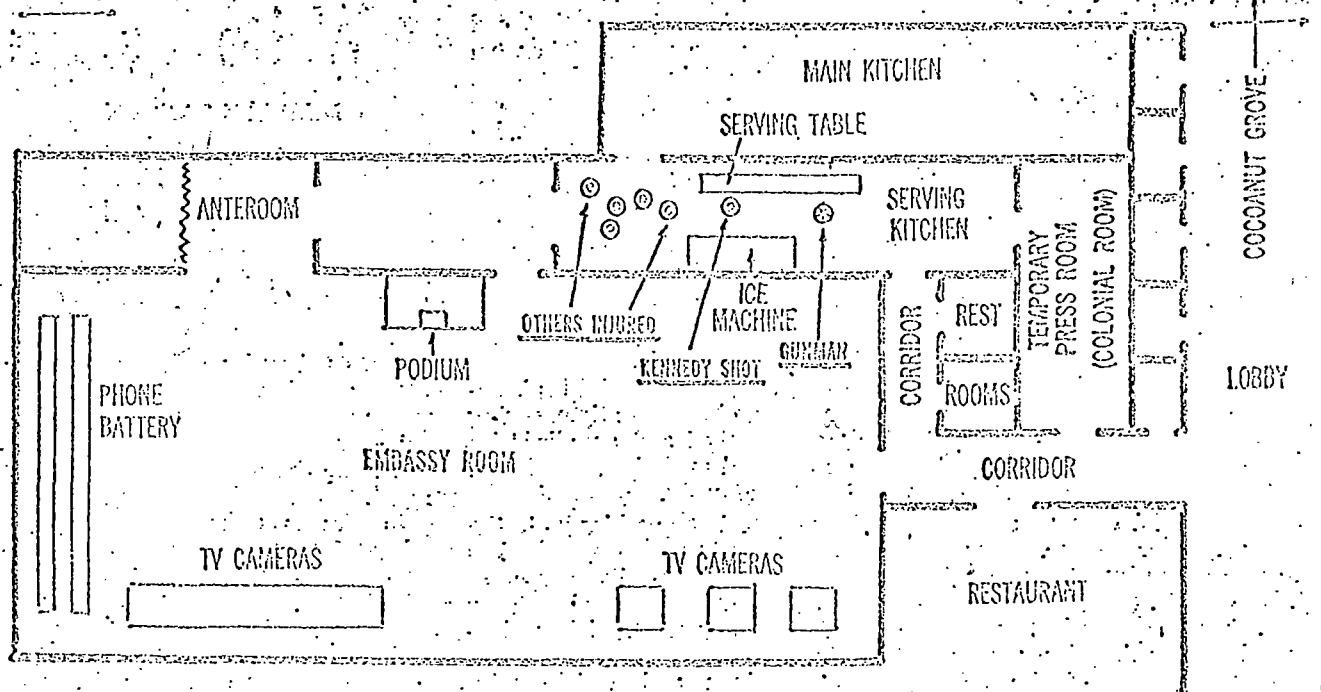 MAIN KITCHEN
SERVING TABLE
COCOANUT GROVE
ANTEROOM
SERVING
KITCHEN
TEMPORARY
PRESS ROOM
(COLONIAL ROOM)
OTHERS INJURED
ICE
MACHINE
KENNEDY SHOT
GUNMAN
CORRIDOR
REST
ROOMS
PODIUM
LOBBY
PHONE
BATTERY
EMBASSY ROOM
CORRIDOR
TV CAMERAS
TV CAMERAS
RESTAURANT